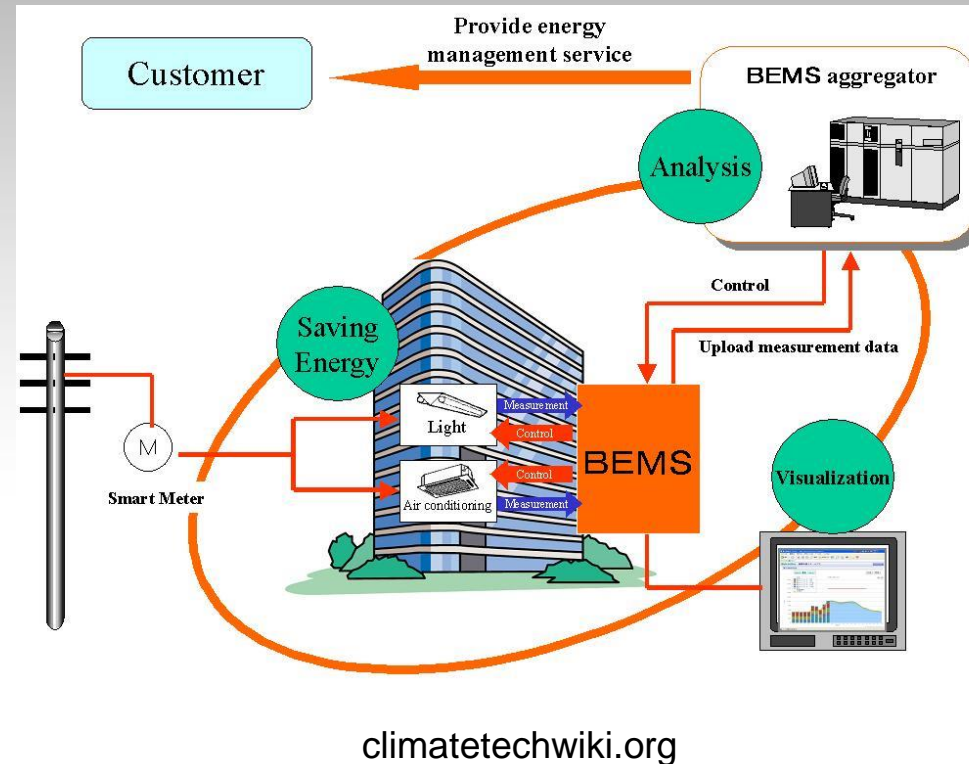 Provide energy
management service
Customer
BEMS aggregator
Analysis
Control
Upload measurement data
Saving
Energy
Measurement
Light
Control
BEMS
Control
Air conditioning
Measurement
M
Smart Meter
Visualization
climatetechwiki.org